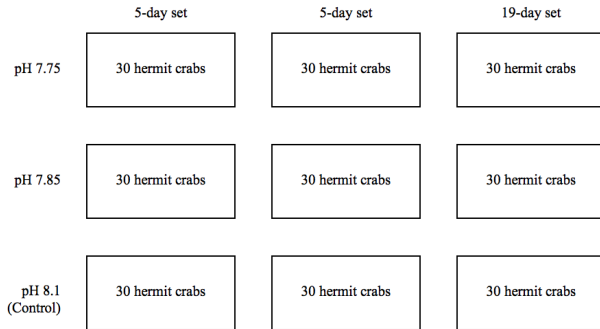 5-day set 5-day set 19-day set
pH 7.75 30 hermit crabs 30 hermit crabs 30 hermit crabs
pH 7.85 30 hermit crabs 30 hermit crabs 30 hermit crabs
pH 8.1 30 hermit crabs 30 hermit crabs 30 hermit crabs
(Control)